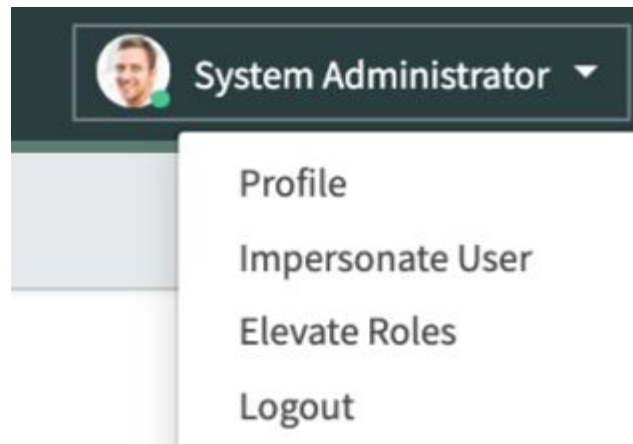 System Administrator
Profile
Impersonate User
Elevate Roles
Logout